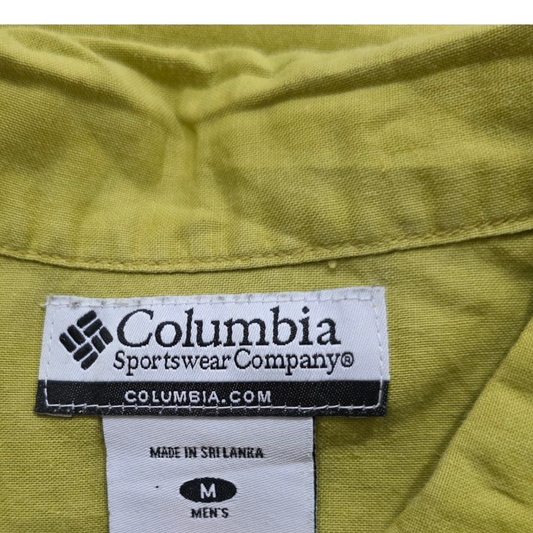 Columbia
Sportswear Company®
COLUMBIA.COM
MADE IN SRI LANKA
M
MEN'S